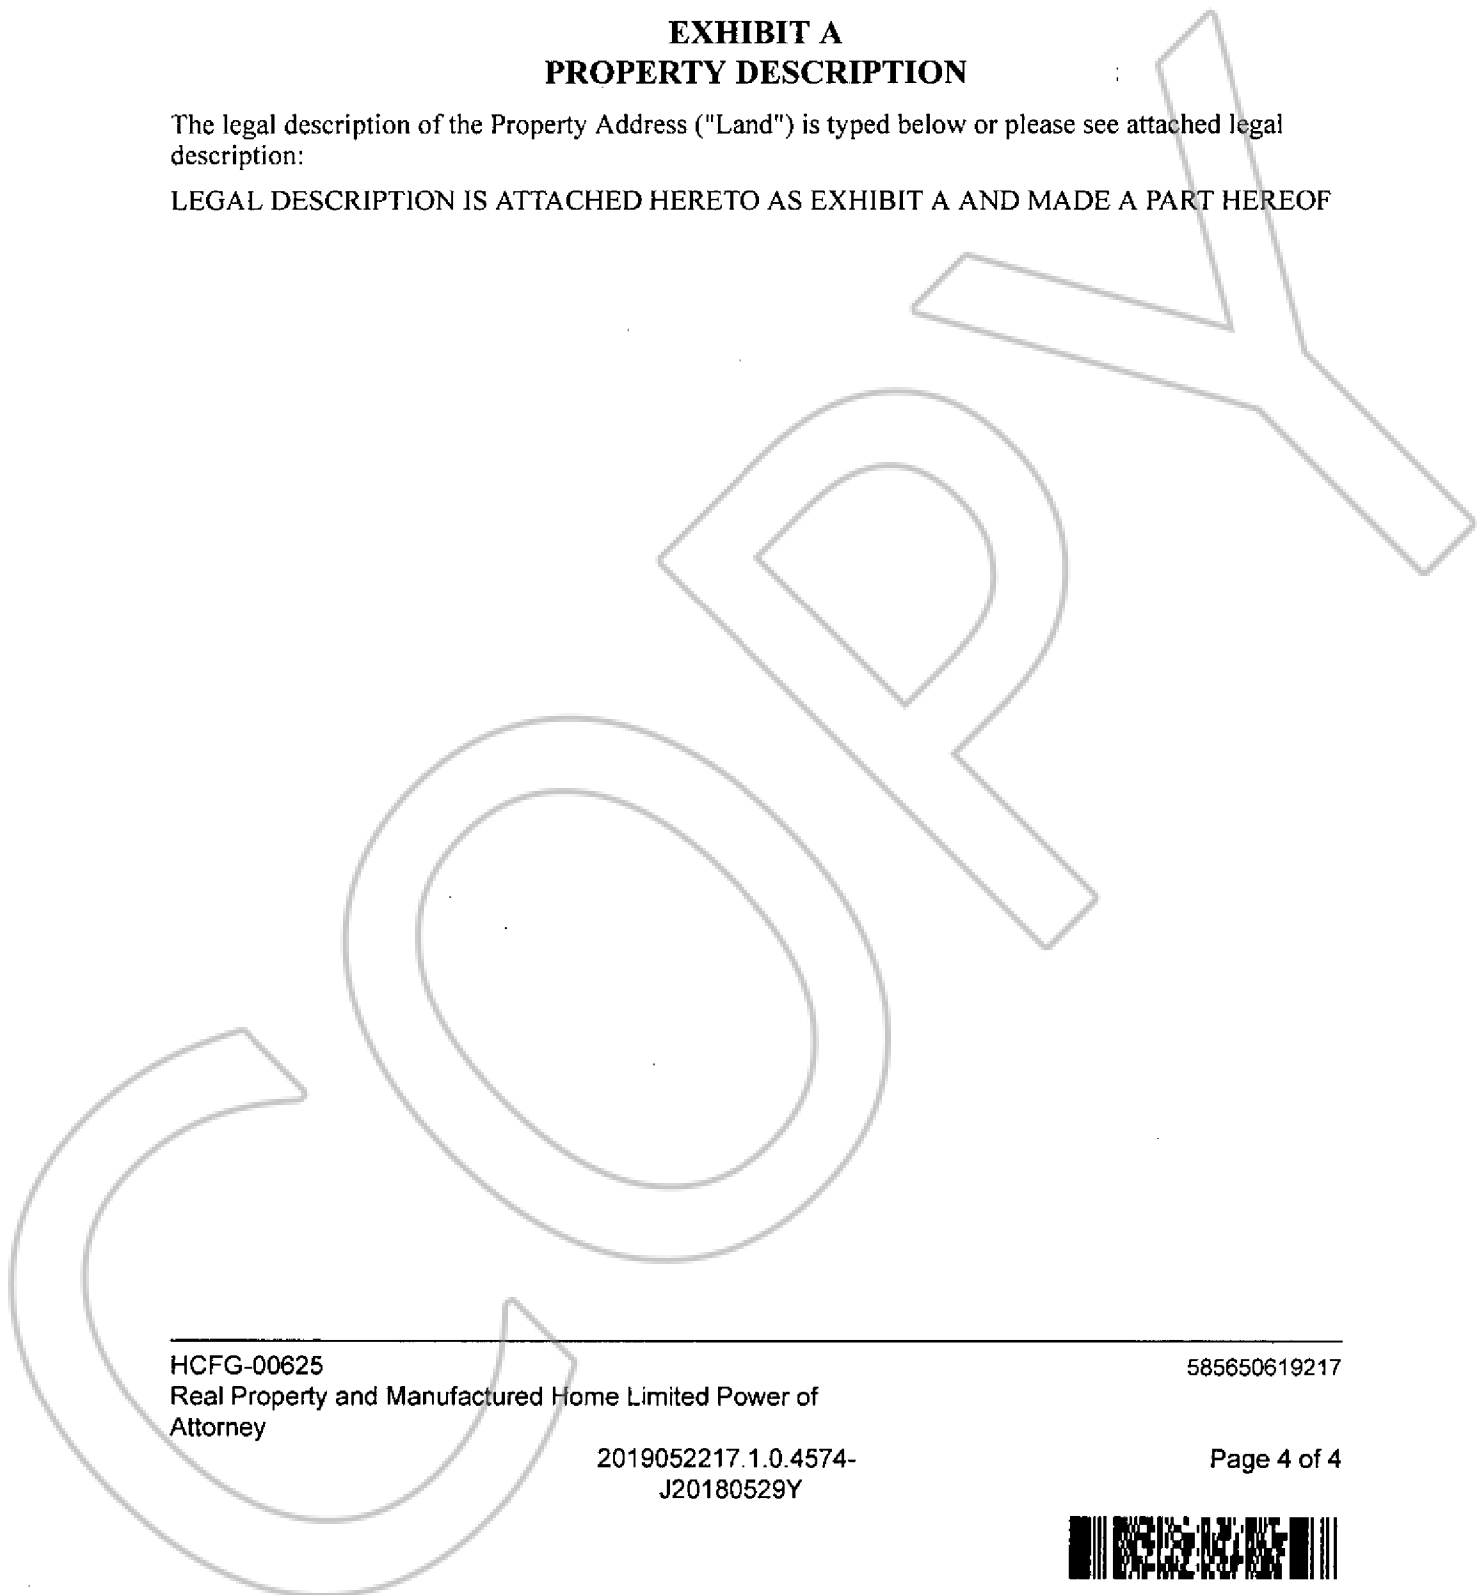 EXHIBIT A
PROPERTY DESCRIPTION
The legal description of the Property Address ("Land") is typed below or please see attached legal
description:
LEGAL DESCRIPTION IS ATTACHED HERETO AS EXHIBIT A AND MADE A PART HEREOF
COPY
HCFG-00625
585650619217
Real Property and Manufactured Home Limited Power of
Attorney
2019052217.1.0.4574-
J20180529Y
Page 4 of 4